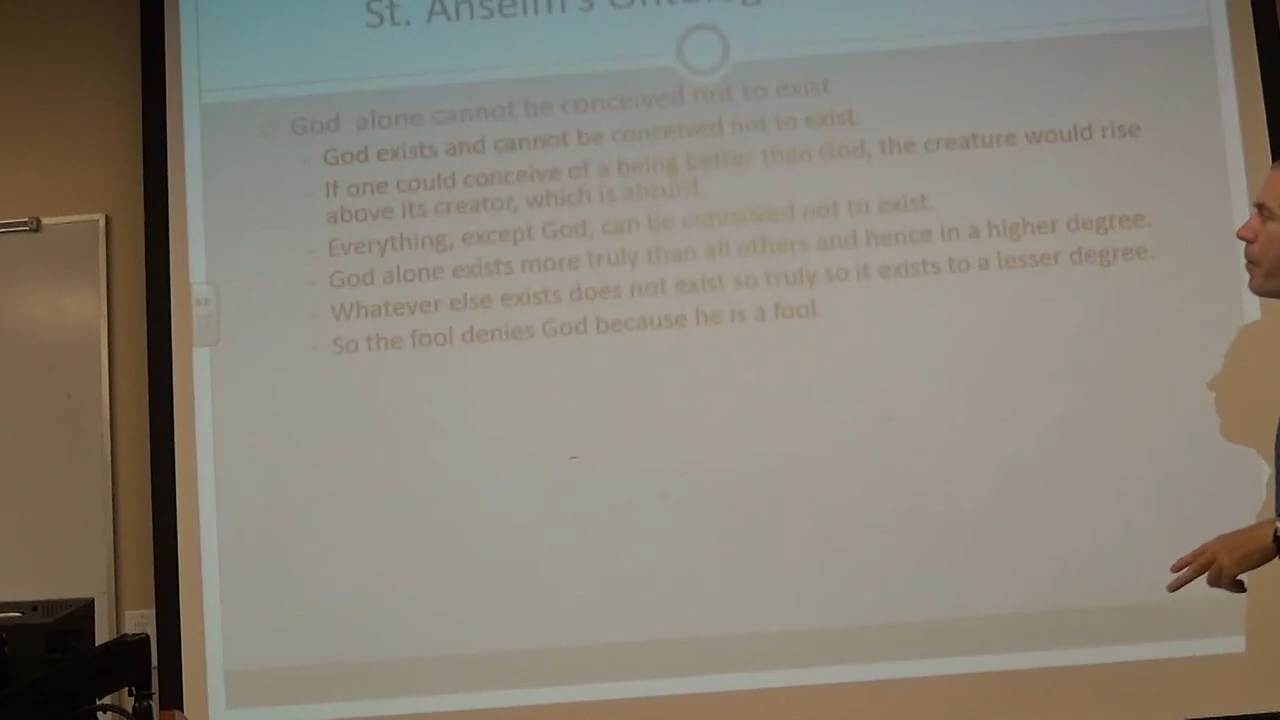 St. Anselm's Ontolog
God alone cannot be conceived not to exist
God exists and cannot be conceived not to exist.
If one could conceive of a being better than God, the creature would rise
above its creator, which is absurd
Everything, except God, can be conceived not to exist.
God alone exists more truly than all others and hence in a higher degree.
Whatever else exists does not exist so truly so it exists to a lesser degree.
So the fool denies God because he is a fool.